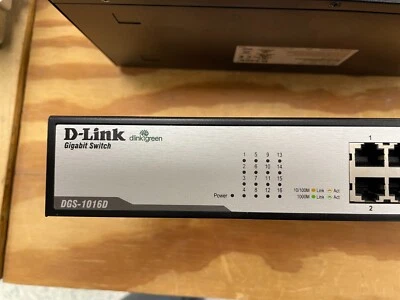 D-Link dlinkgreen
Gigabit Switch
1 5 9 13
2 6 10 14
3 7 11 15
4 8 12 16
Power
10/100M Link Act
1000M Link Act
1
2
DGS-1016D